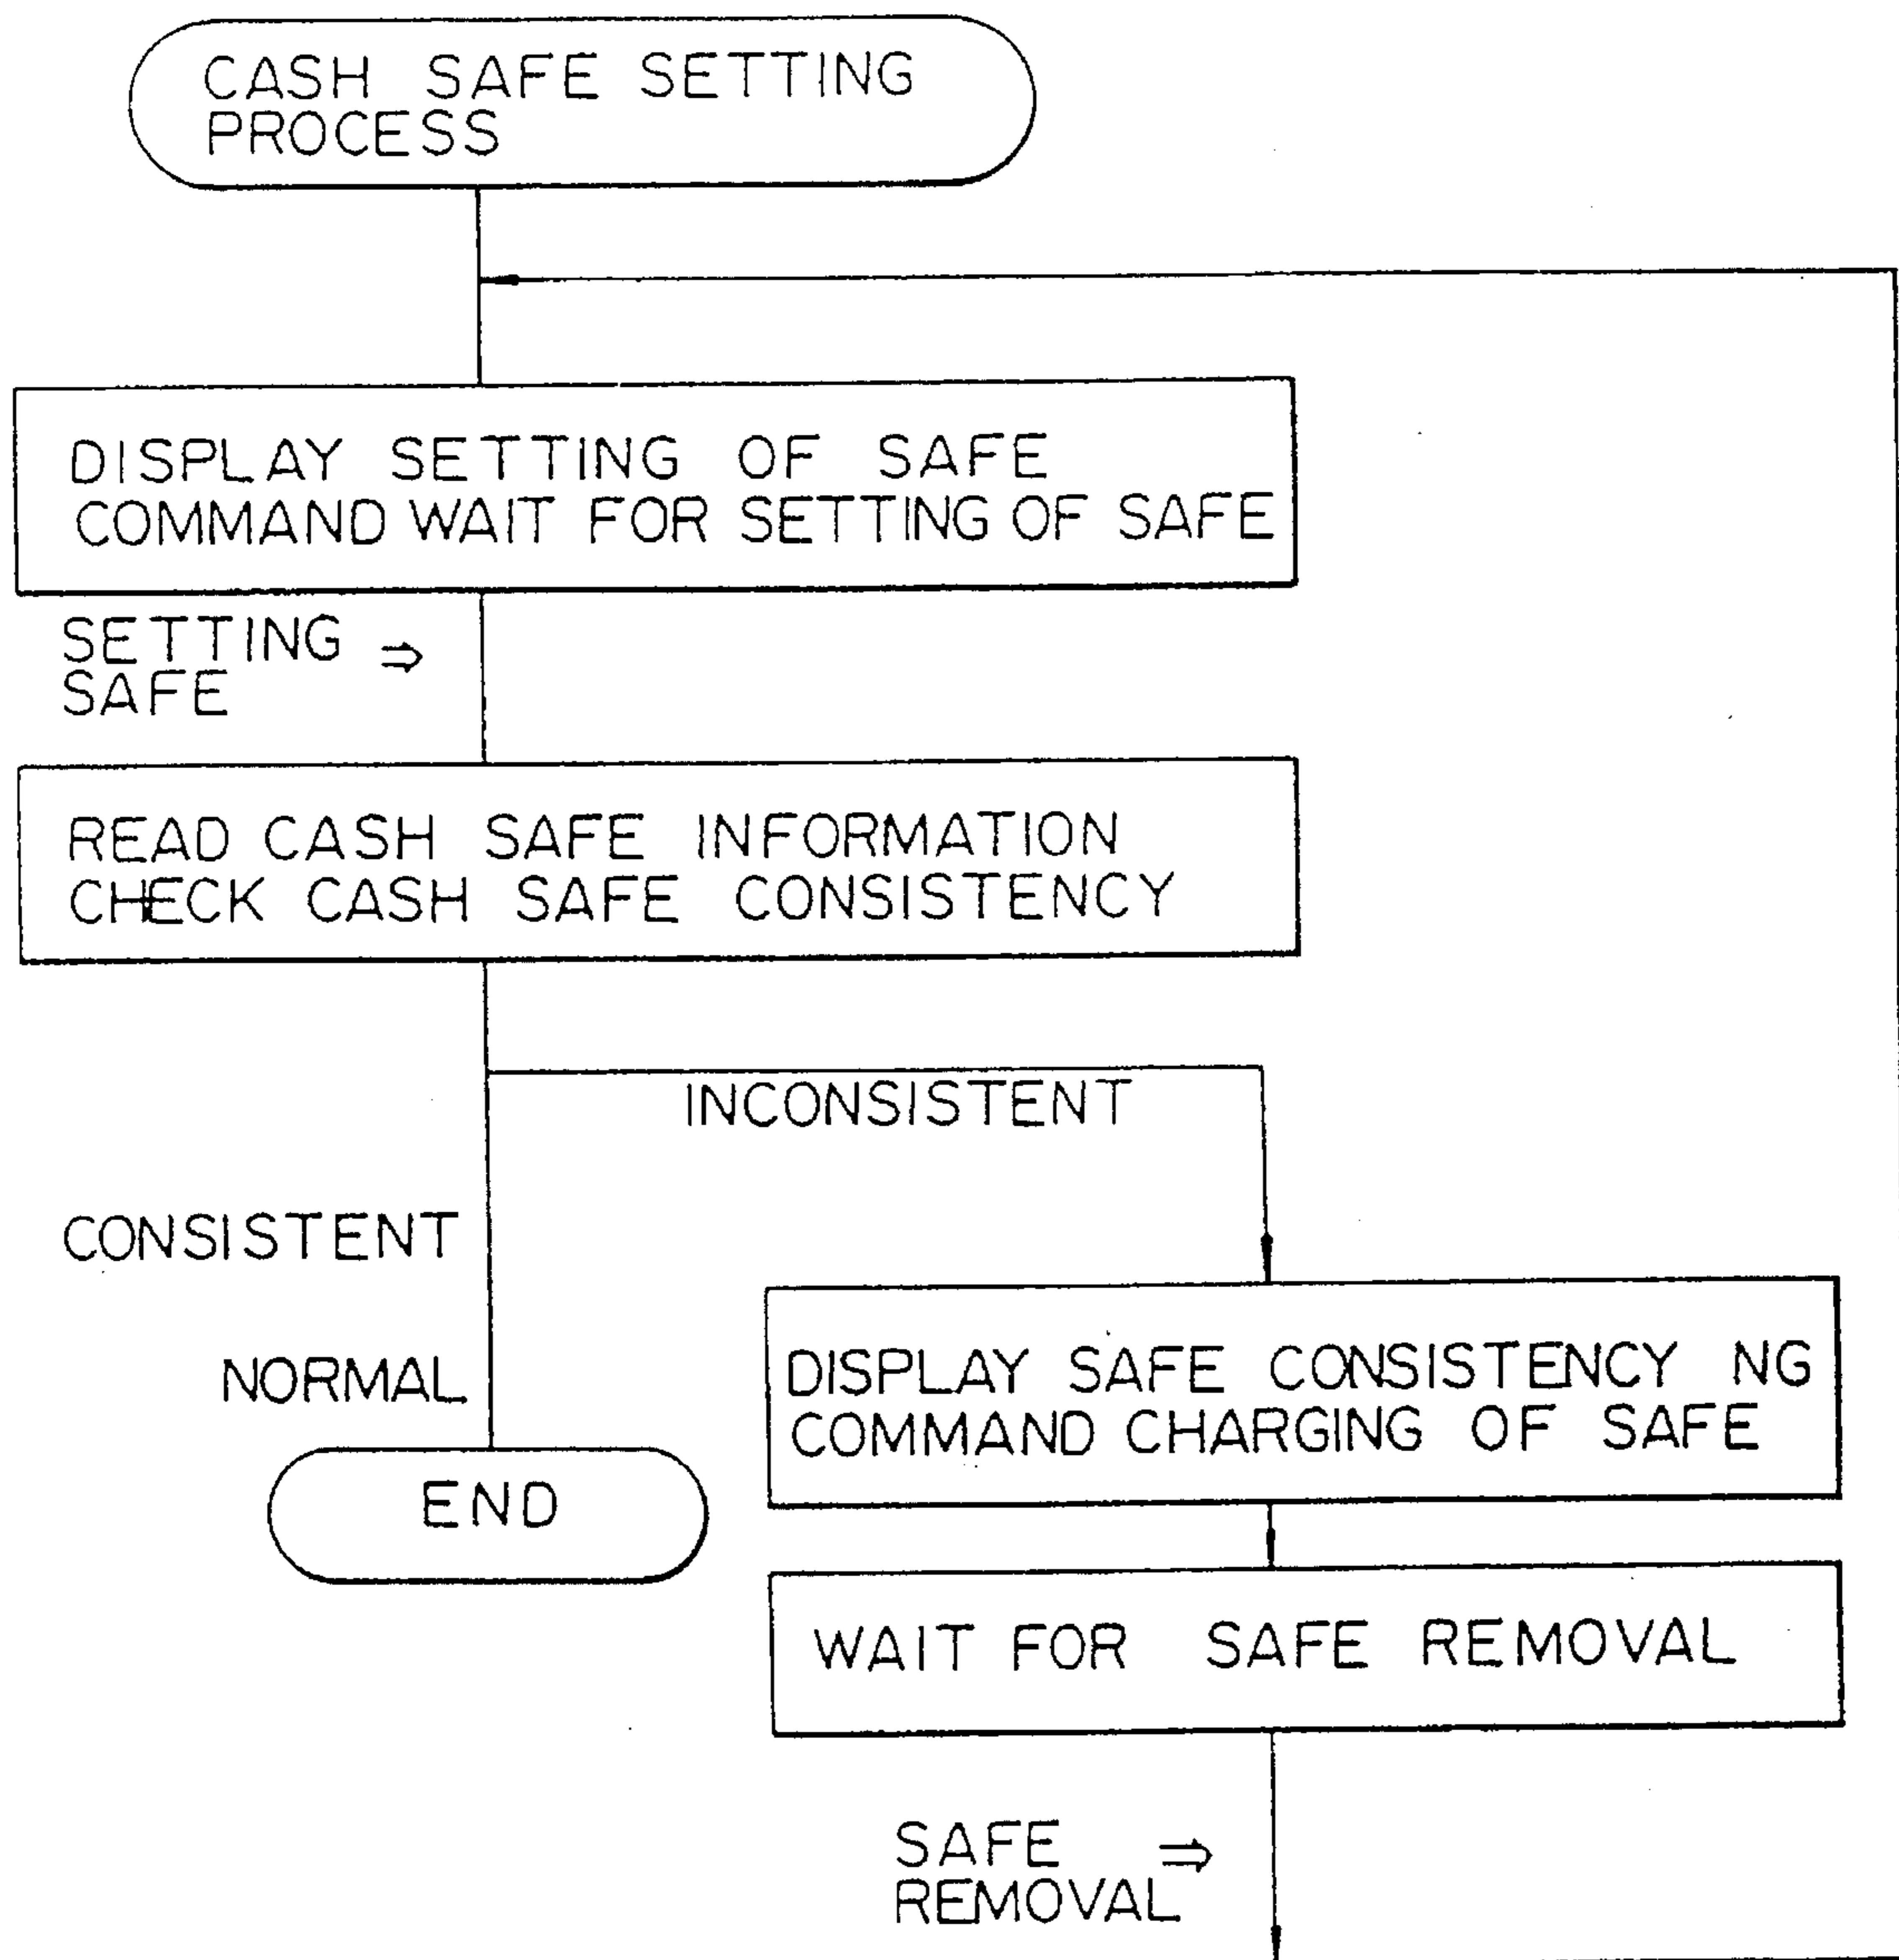 CASH SAFE SETTING
PROCESS
DISPLAY SETTING OF SAFE
COMMAND WAIT FOR SETTING OF SAFE
SETTING ⇒
SAFE
READ CASH SAFE INFORMATION
CHECK CASH SAFE CONSISTENCY
INCONSISTENT
CONSISTENT
NORMAL
END
DISPLAY SAFE CONSISTENCY NG
COMMAND CHARGING OF SAFE
WAIT FOR SAFE REMOVAL
SAFE ⇒
REMOVAL